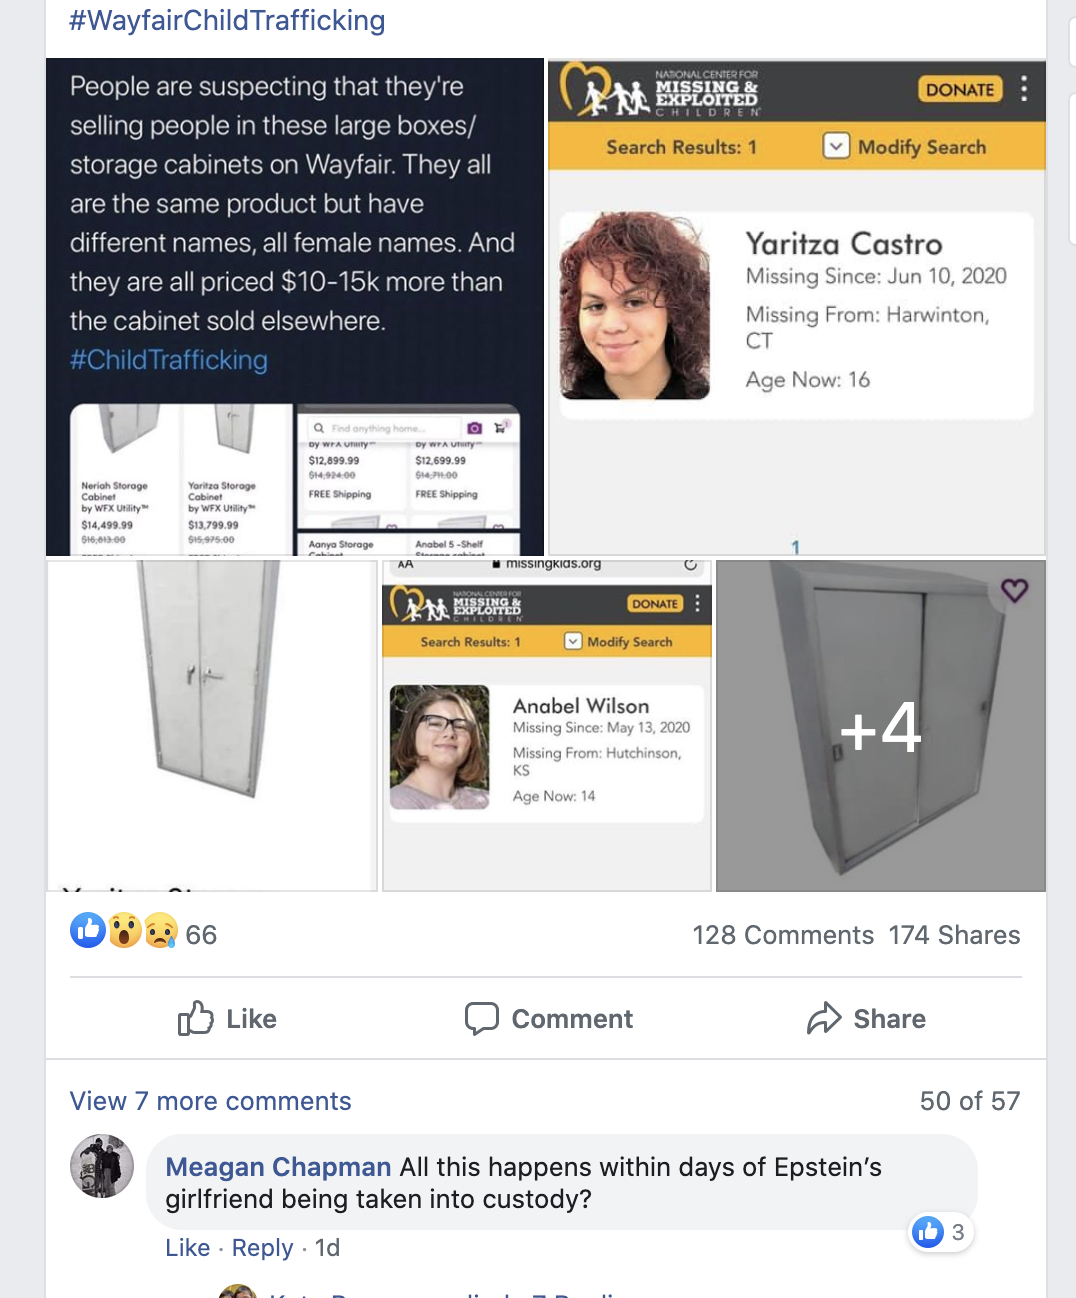 #WayfairChildTrafficking
People are suspecting that they're
selling people in these large boxes/
storage cabinets on Wayfair. They all
are the same product but have
different names, all female names. And
they are all priced $10-15k more than
the cabinet sold elsewhere.
#ChildTrafficking
Neriah Storage
Cabinet
by WFX Utility™
$14,499.99
$16,813.00
Yaritza Storage
Cabinet
by WFX Utility™
$13,799.99
$15,975.00
Find anything home...
by WFX Utility™
$12,899.99
$14,924.00
FREE Shipping
by WFX Utility™
$12,699.99
$14,711.00
FREE Shipping
Aanya Storage
Cabinet
Anabel 5 -Shelf
Storage cabinet
NATIONAL CENTER FOR
MISSING &
EXPLOITED
CHILDREN
DONATE
Search Results: 1
Modify Search
Yaritza Castro
Missing Since: Jun 10, 2020
Missing From: Harwinton,
CT
Age Now: 16
1
AA
missingkids.org
NATIONAL CENTER FOR
MISSING &
EXPLOITED
CHILDREN
DONATE
Search Results: 1
Modify Search
Anabel Wilson
Missing Since: May 13, 2020
Missing From: Hutchinson,
KS
Age Now: 14
+4
66
128 Comments 174 Shares
Like
Comment
Share
View 7 more comments
50 of 57
Meagan Chapman All this happens within days of Epstein's
girlfriend being taken into custody?
3
Like · Reply · 1d